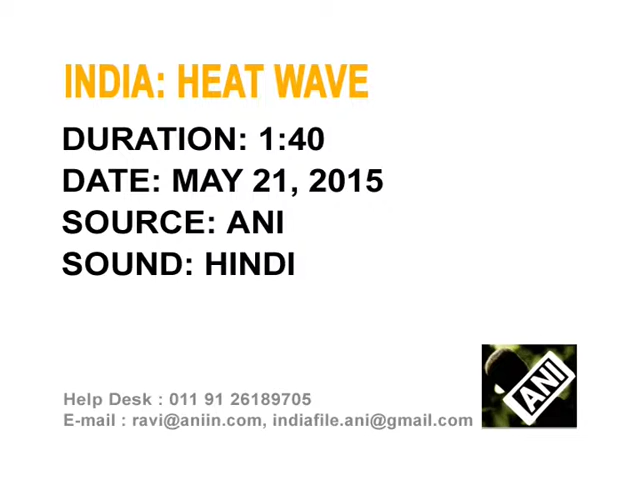 INDIA: HEAT WAVE
DURATION: 1:40
DATE: MAY 21, 2015
SOURCE: ANI
SOUND: HINDI
Help Desk : 011 91 26189705
E-mail : ravi@aniin.com, indiafile.ani@gmail.com
ANI